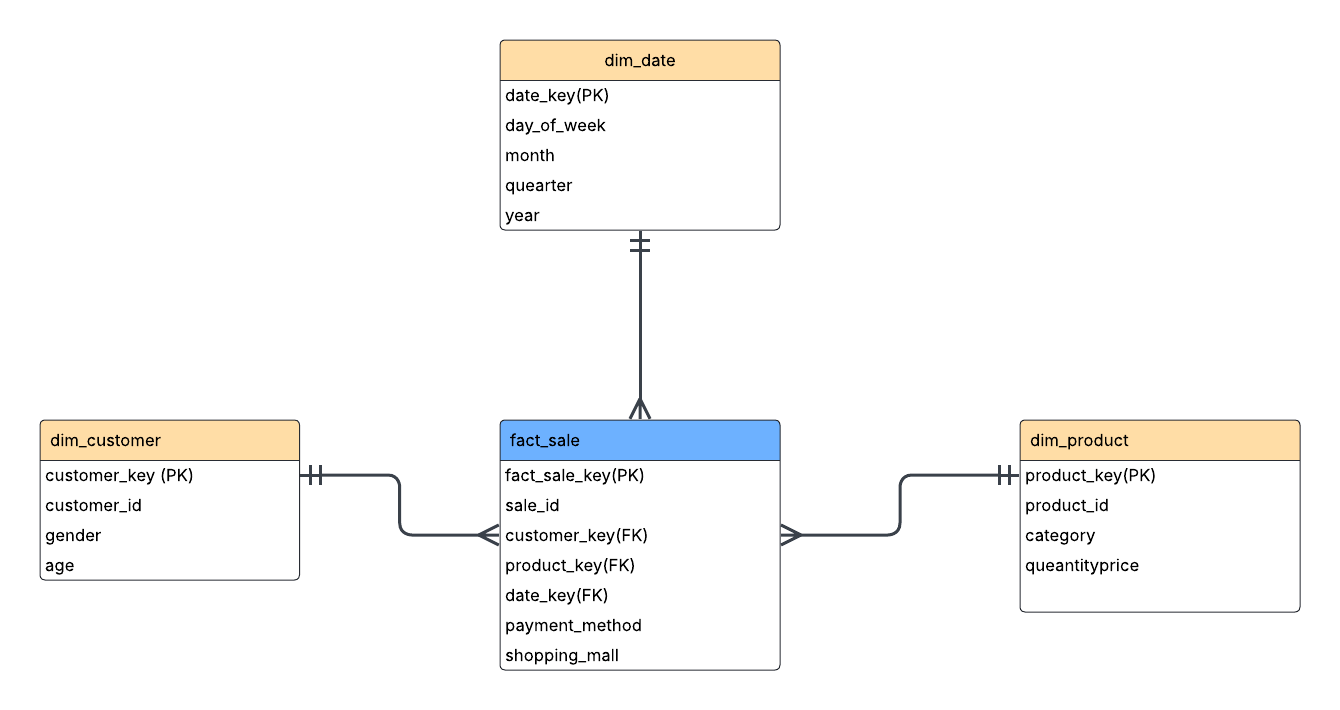 dim_date
date_key(PK)
day_of_week
month
quearter
year
dim_customer
customer_key (PK)
customer_id
gender
age
fact_sale
fact_sale_key(PK)
sale_id
customer_key(FK)
product_key(FK)
date_key(FK)
payment_method
shopping_mall
dim_product
product_key(PK)
product_id
category
queantityprice